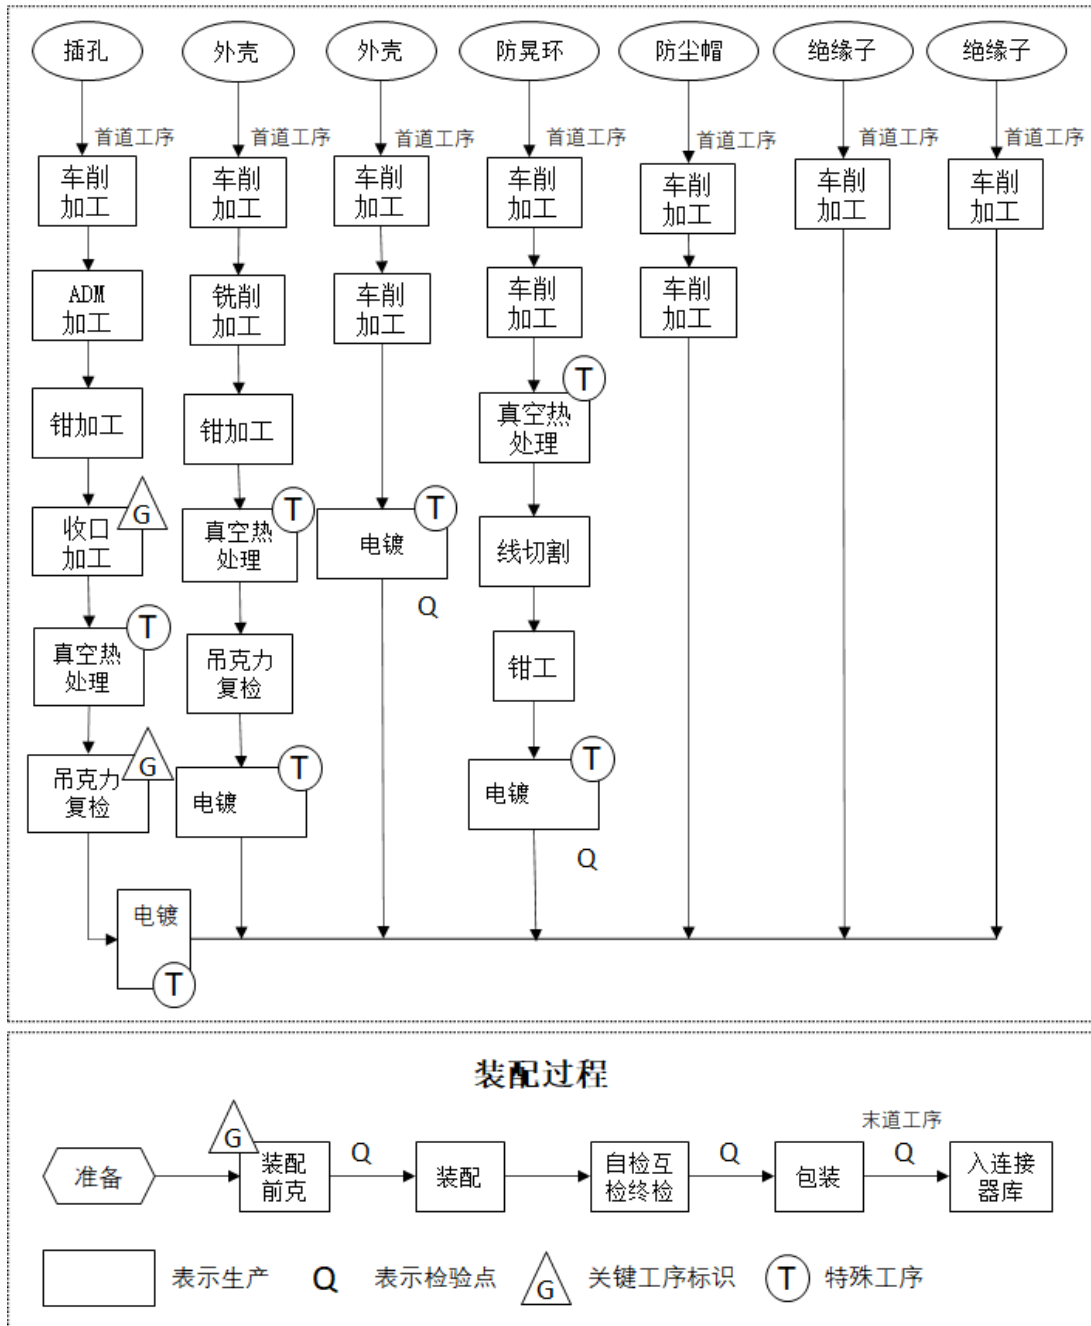 插孔
外壳
外壳
防晃环
防尘帽
绝缘子
绝缘子
首道工序
首道工序
首道工序
首道工序
首道工序
首道工序
首道工序
车削
加工
车削
加工
车削
加工
车削
加工
车削
加工
车削
加工
车削
加工
ADM
加工
铣削
加工
车削
加工
车削
加工
车削
加工
钳加工
钳加工
T
真空热
处理
G
收口
加工
T
真空热
处理
T
电镀
Q
线切割
T
真空热
处理
吊克力
复检
钳工
G
吊克力
复检
T
电镀
T
电镀
Q
电镀
T
装配过程
准备
G
装配
前克
Q
装配
自检互
检终检
Q
包装
末道工序
Q
入连接
器库
表示生产
Q
表示检验点
G
关键工序标识
T
特殊工序